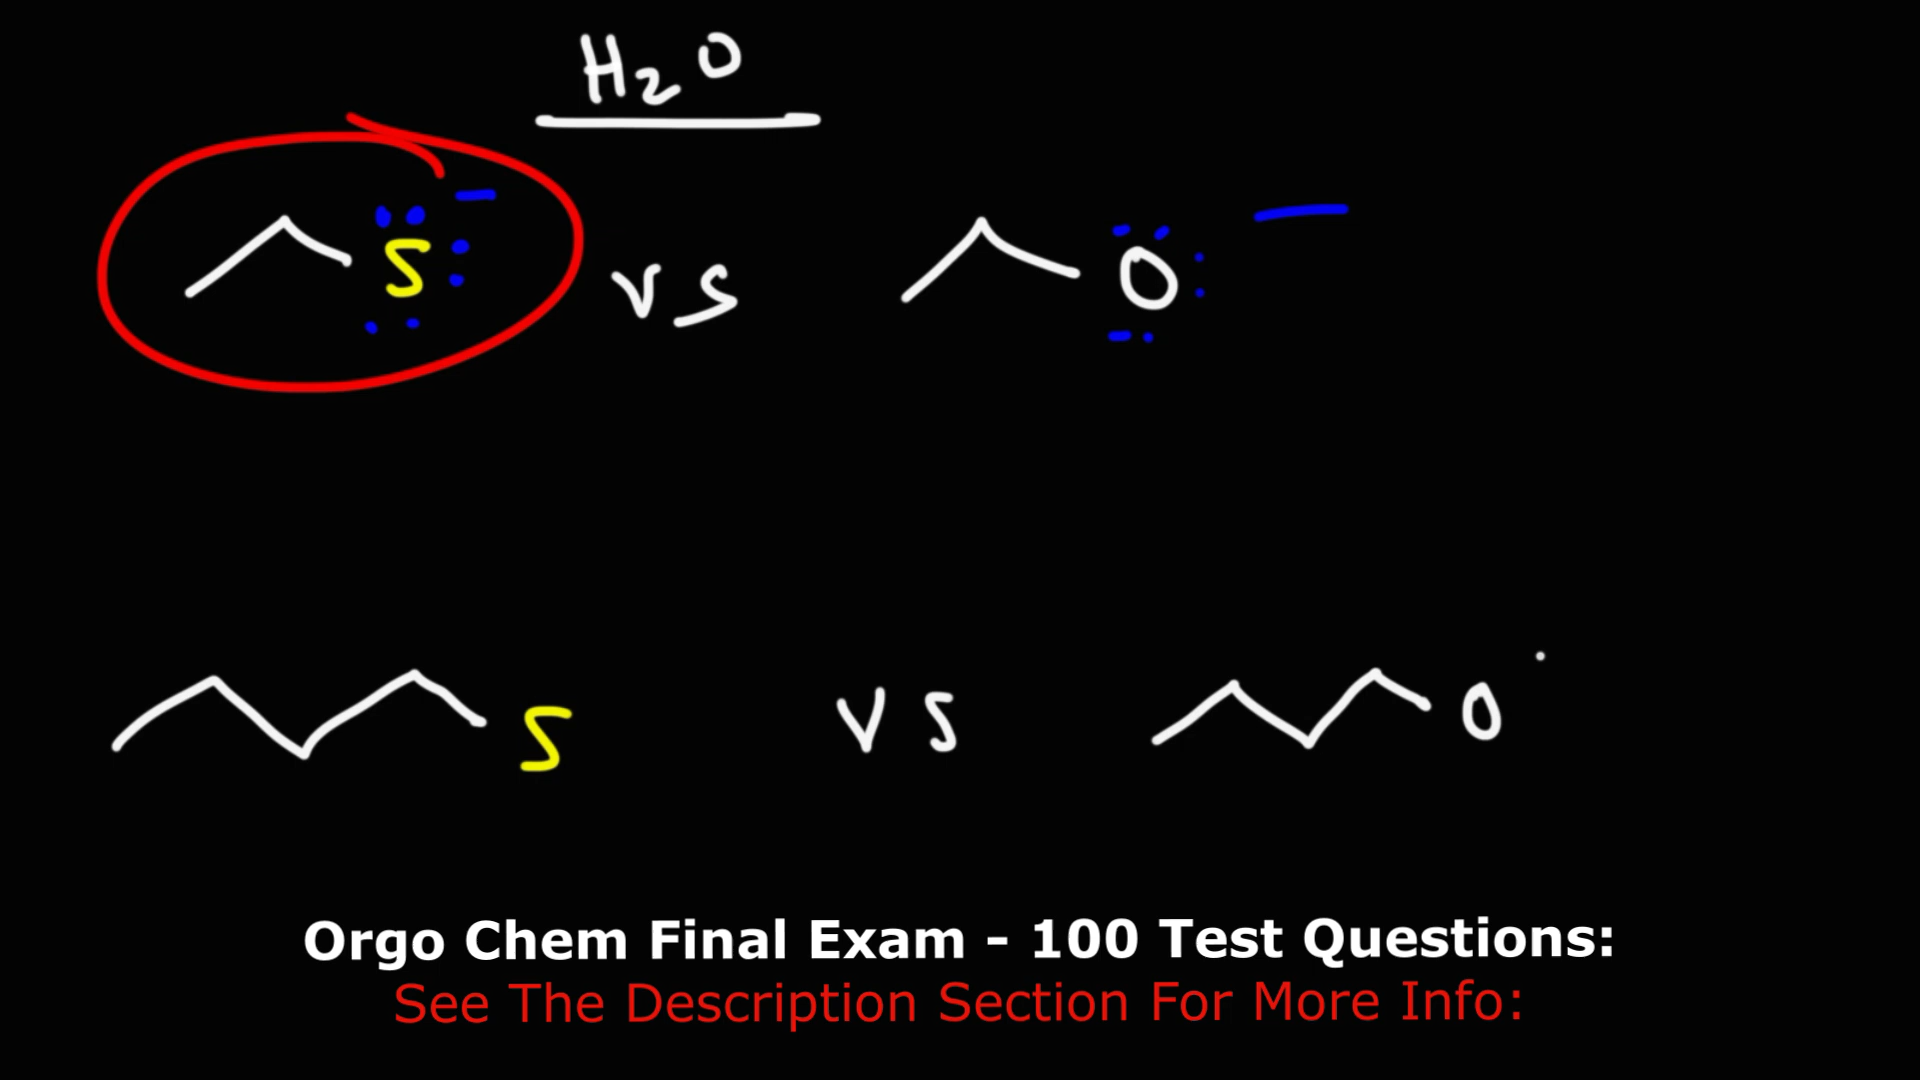 H2O
S vs O
S VS O
Orgo Chem Final Exam - 100 Test Questions:
See The Description Section For More Info: